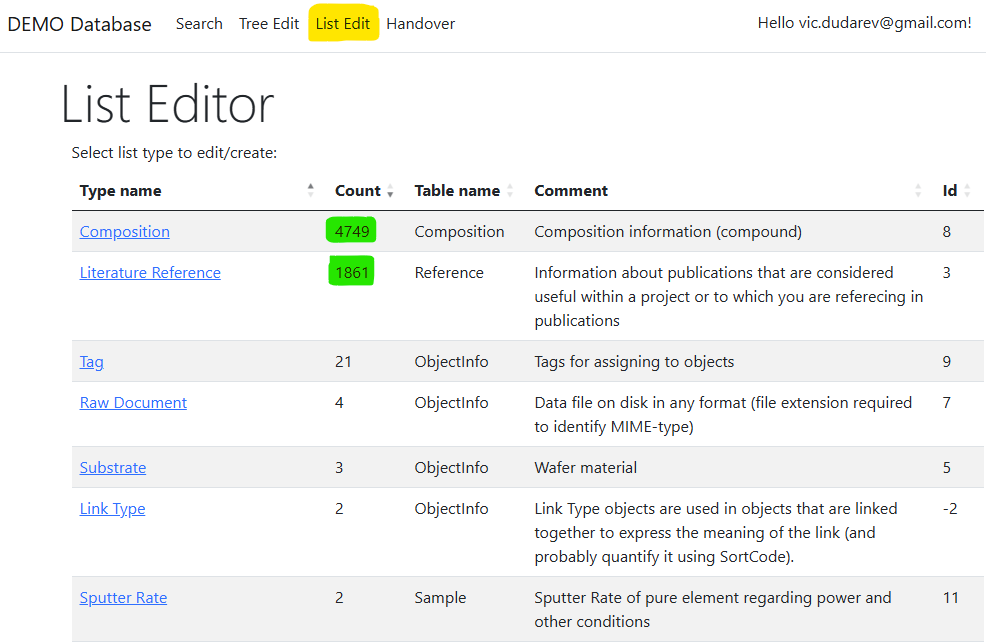 DEMO Database Search Tree Edit List Edit Handover Hello vic.dudarev@gmail.com!
List Editor
Select list type to edit/create:
Type name Count Table name Comment Id
Composition 4749 Composition Composition information (compound) 8
Literature Reference 1861 Reference Information about publications that are considered 3
useful within a project or to which you are referecing in
publications
Tag 21 ObjectInfo Tags for assigning to objects 9
Raw Document 4 ObjectInfo Data file on disk in any format (file extension required 7
to identify MIME-type)
Substrate 3 ObjectInfo Wafer material 5
Link Type 2 ObjectInfo Link Type objects are used in objects that are linked -2
together to express the meaning of the link (and
probably quantify it using SortCode).
Sputter Rate 2 Sample Sputter Rate of pure element regarding power and 11
other conditions